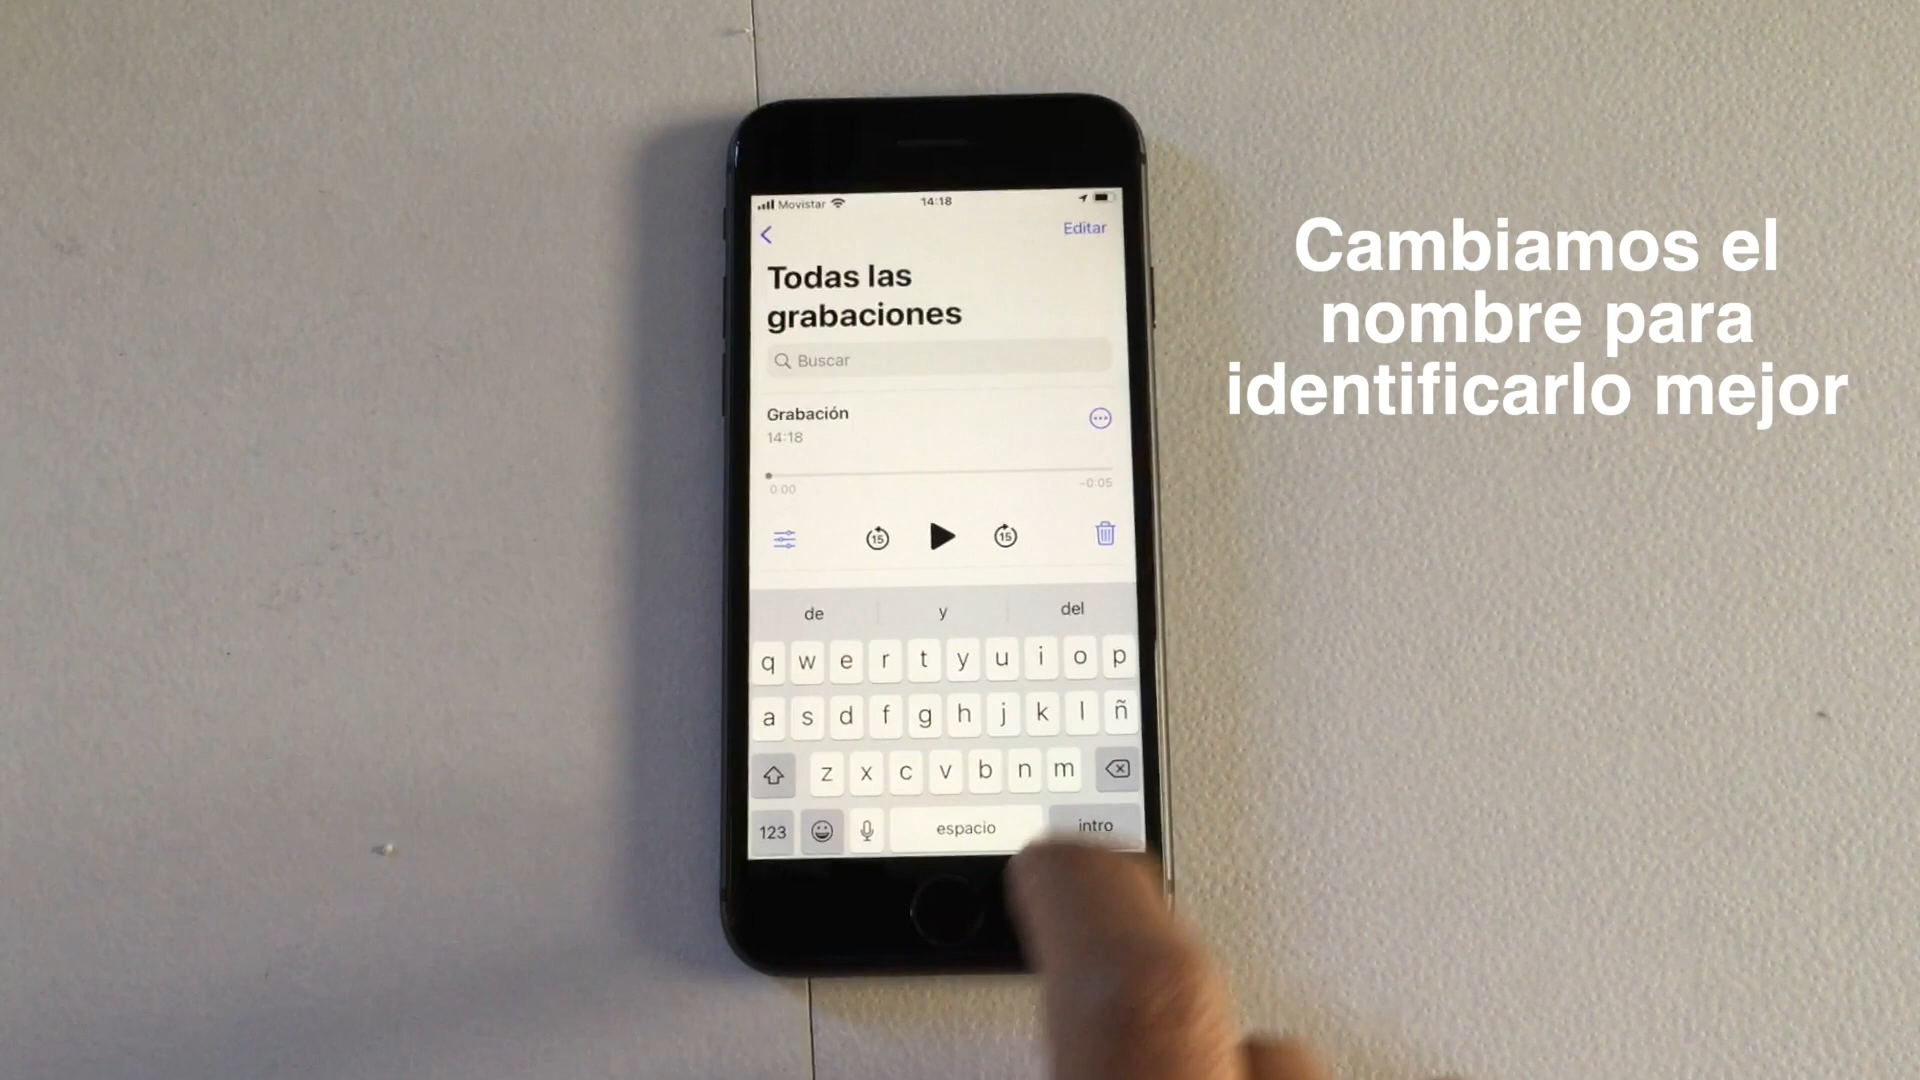 Movistar 14:18
Editar
Todas las
grabaciones
Buscar
Grabación
14:18
0:00 -0:05
15 15
de y del
q w e r t y u i o p
a s d f g h j k l ñ
z x c v b n m
123 espacio intro
Cambiamos el
nombre para
identificarlo mejor